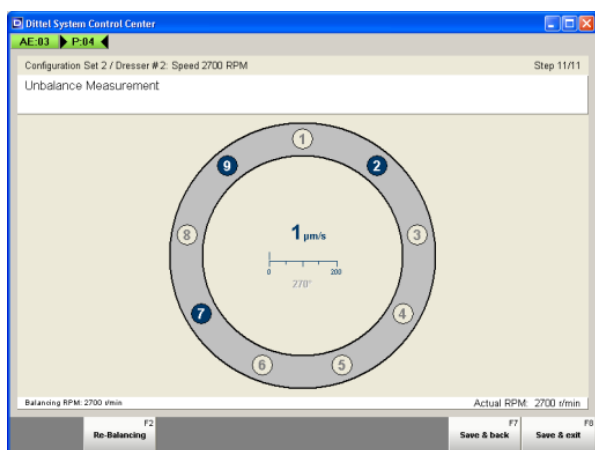 Dittel System Control Center
AE:03 P:04
Configuration Set 2 / Dresser #2: Speed 2700 RPM Step 11/11
Unbalance Measurement
1
9 2
8 3
1 µm/s
0 200
270°
7 4
6 5
Balancing RPM: 2700 r/min Actual RPM: 2700 r/min
F2 F7 F8
Re-Balancing Save & back Save & exit